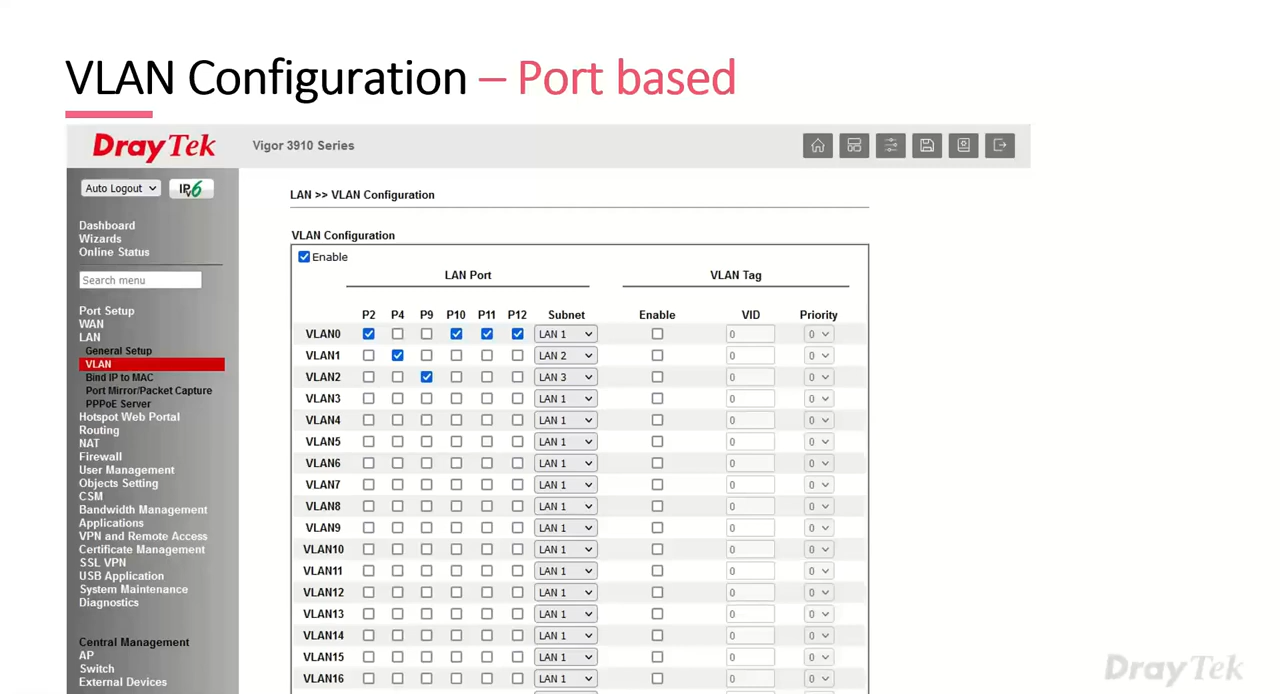 VLAN Configuration – Port based
DrayTek Vigor 3910 Series
Auto Logout IPv6
Dashboard
Wizards
Online Status
Search menu
Port Setup
WAN
LAN
General Setup
VLAN
Bind IP to MAC
Port Mirror/Packet Capture
PPPoE Server
Hotspot Web Portal
Routing
NAT
Firewall
User Management
Objects Setting
CSM
Bandwidth Management
Applications
VPN and Remote Access
Certificate Management
SSL VPN
USB Application
System Maintenance
Diagnostics
Central Management
AP
Switch
External Devices
LAN >> VLAN Configuration
VLAN Configuration
Enable
LAN Port VLAN Tag
P2 P4 P9 P10 P11 P12 Subnet Enable VID Priority
VLAN0 LAN 1 0 0
VLAN1 LAN 2 0 0
VLAN2 LAN 3 0 0
VLAN3 LAN 1 0 0
VLAN4 LAN 1 0 0
VLAN5 LAN 1 0 0
VLAN6 LAN 1 0 0
VLAN7 LAN 1 0 0
VLAN8 LAN 1 0 0
VLAN9 LAN 1 0 0
VLAN10 LAN 1 0 0
VLAN11 LAN 1 0 0
VLAN12 LAN 1 0 0
VLAN13 LAN 1 0 0
VLAN14 LAN 1 0 0
VLAN15 LAN 1 0 0
VLAN16 LAN 1 0 0
DrayTek